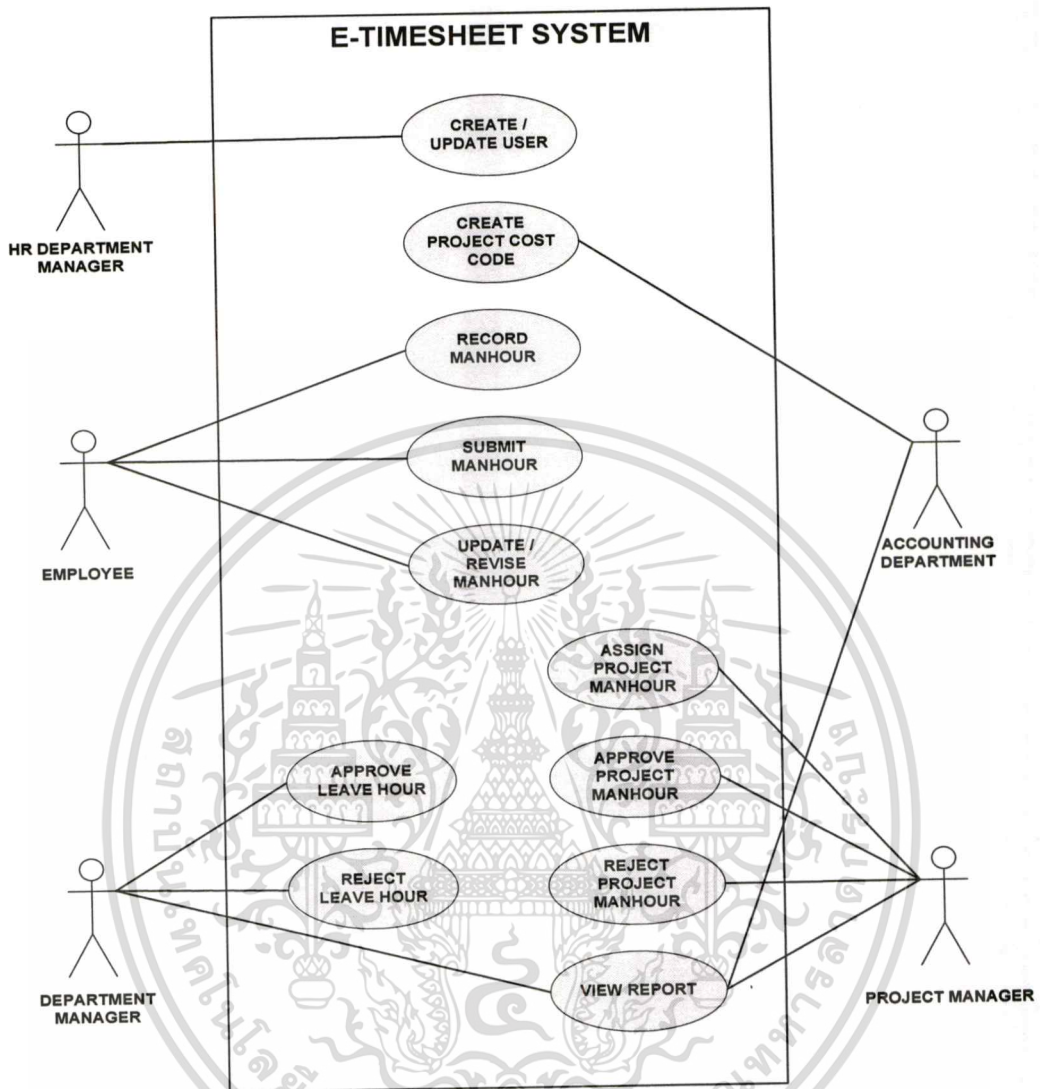 E-TIMESHEET SYSTEM
CREATE /
UPDATE USER
HR DEPARTMENT
MANAGER
CREATE
PROJECT COST
CODE
RECORD
MANHOUR
SUBMIT
MANHOUR
EMPLOYEE
UPDATE /
REVISE
MANHOUR
ACCOUNTING
DEPARTMENT
ASSIGN
PROJECT
MANHOUR
APPROVE
LEAVE HOUR
APPROVE
PROJECT
MANHOUR
REJECT
LEAVE HOUR
REJECT
PROJECT
MANHOUR
DEPARTMENT
MANAGER
VIEW REPORT
PROJECT MANAGER